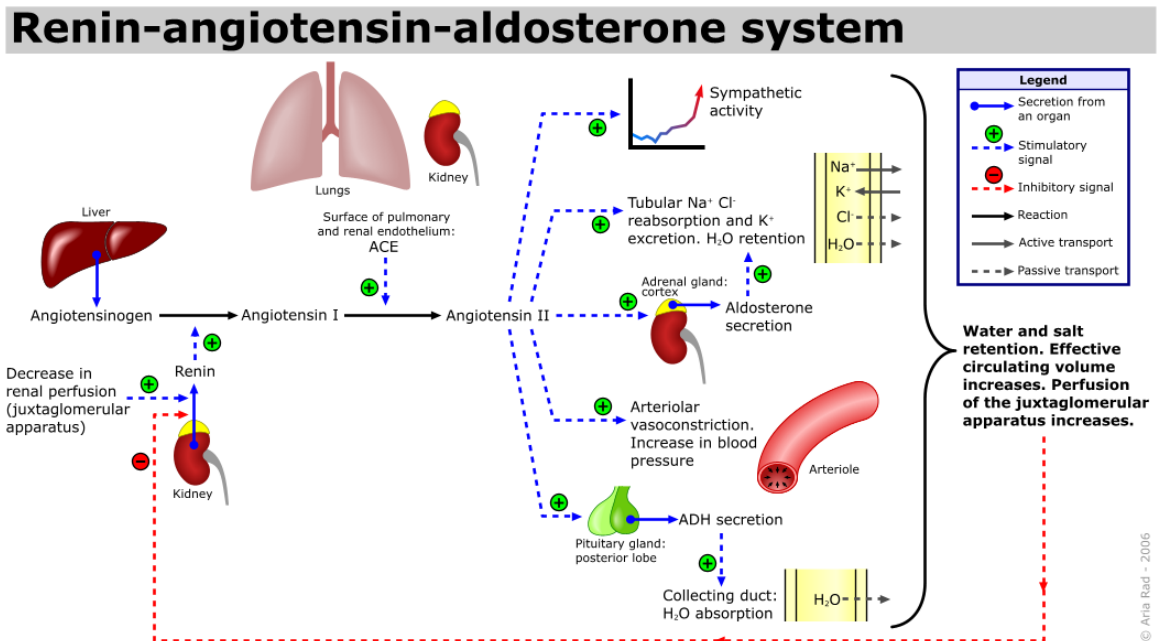 Renin-angiotensin-aldosterone system
Lungs
Kidney
Liver
Surface of pulmonary
and renal endothelium:
ACE
Angiotensinogen
Angiotensin I
Angiotensin II
+
+
Renin
Decrease in
renal perfusion
(juxtaglomerular
apparatus)
+
−
Kidney
+
Sympathetic
activity
+
Tubular Na⁺ Cl⁻
reabsorption and K⁺
excretion. H₂O retention
+
+
Adrenal gland:
cortex
Aldosterone
secretion
+
Arteriolar
vasoconstriction.
Increase in blood
pressure
Arteriole
+
ADH secretion
Pituitary gland:
posterior lobe
+
Collecting duct:
H₂O absorption
H₂O
Na⁺
K⁺
Cl⁻
H₂O
Legend
Secretion from
an organ
+
Stimulatory
signal
−
Inhibitory signal
Reaction
Active transport
Passive transport
Water and salt
retention. Effective
circulating volume
increases. Perfusion
of the juxtaglomerular
apparatus increases.
© Aria Rad - 2006